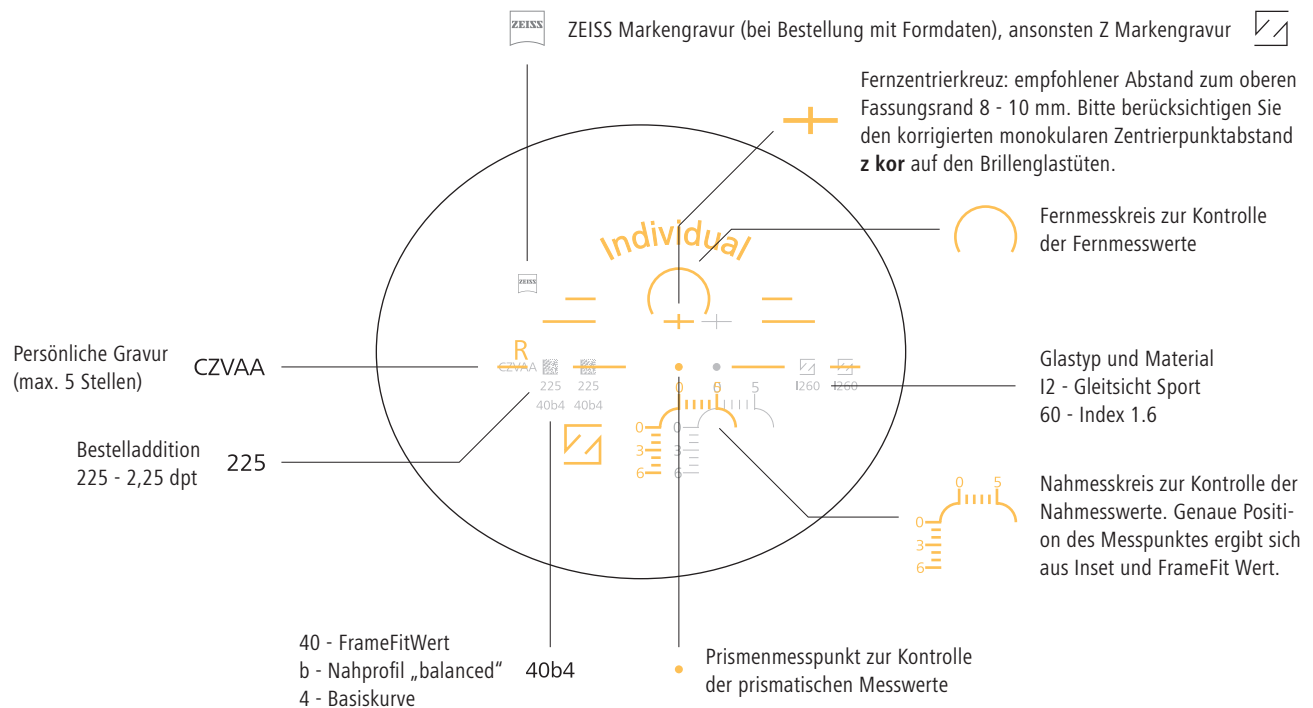 ZEISS
ZEISS Markengravur (bei Bestellung mit Formdaten), ansonsten Z Markengravur
Fernzentrierkreuz: empfohlener Abstand zum oberen
Fassungsrand 8 - 10 mm. Bitte berücksichtigen Sie
den korrigierten monokularen Zentrierpunktabstand
z kor auf den Brillenglastüten.
Individual
Fernmesskreis zur Kontrolle
der Fernmesswerte
ZEISS
R
Persönliche Gravur
(max. 5 Stellen)
CZVAA
CZVAA
225 225
40b4 40b4
I260 I260
0 0 5
0 0
3 3
6 6
Glastyp und Material
I2 - Gleitsicht Sport
60 - Index 1.6
Bestelladdition
225 - 2,25 dpt
225
0 5
0
3
6
Nahmesskreis zur Kontrolle der
Nahmesswerte. Genaue Positi-
on des Messpunktes ergibt sich
aus Inset und FrameFit Wert.
40 - FrameFitWert
b - Nahprofil „balanced“
4 - Basiskurve
40b4
Prismenmesspunkt zur Kontrolle
der prismatischen Messwerte